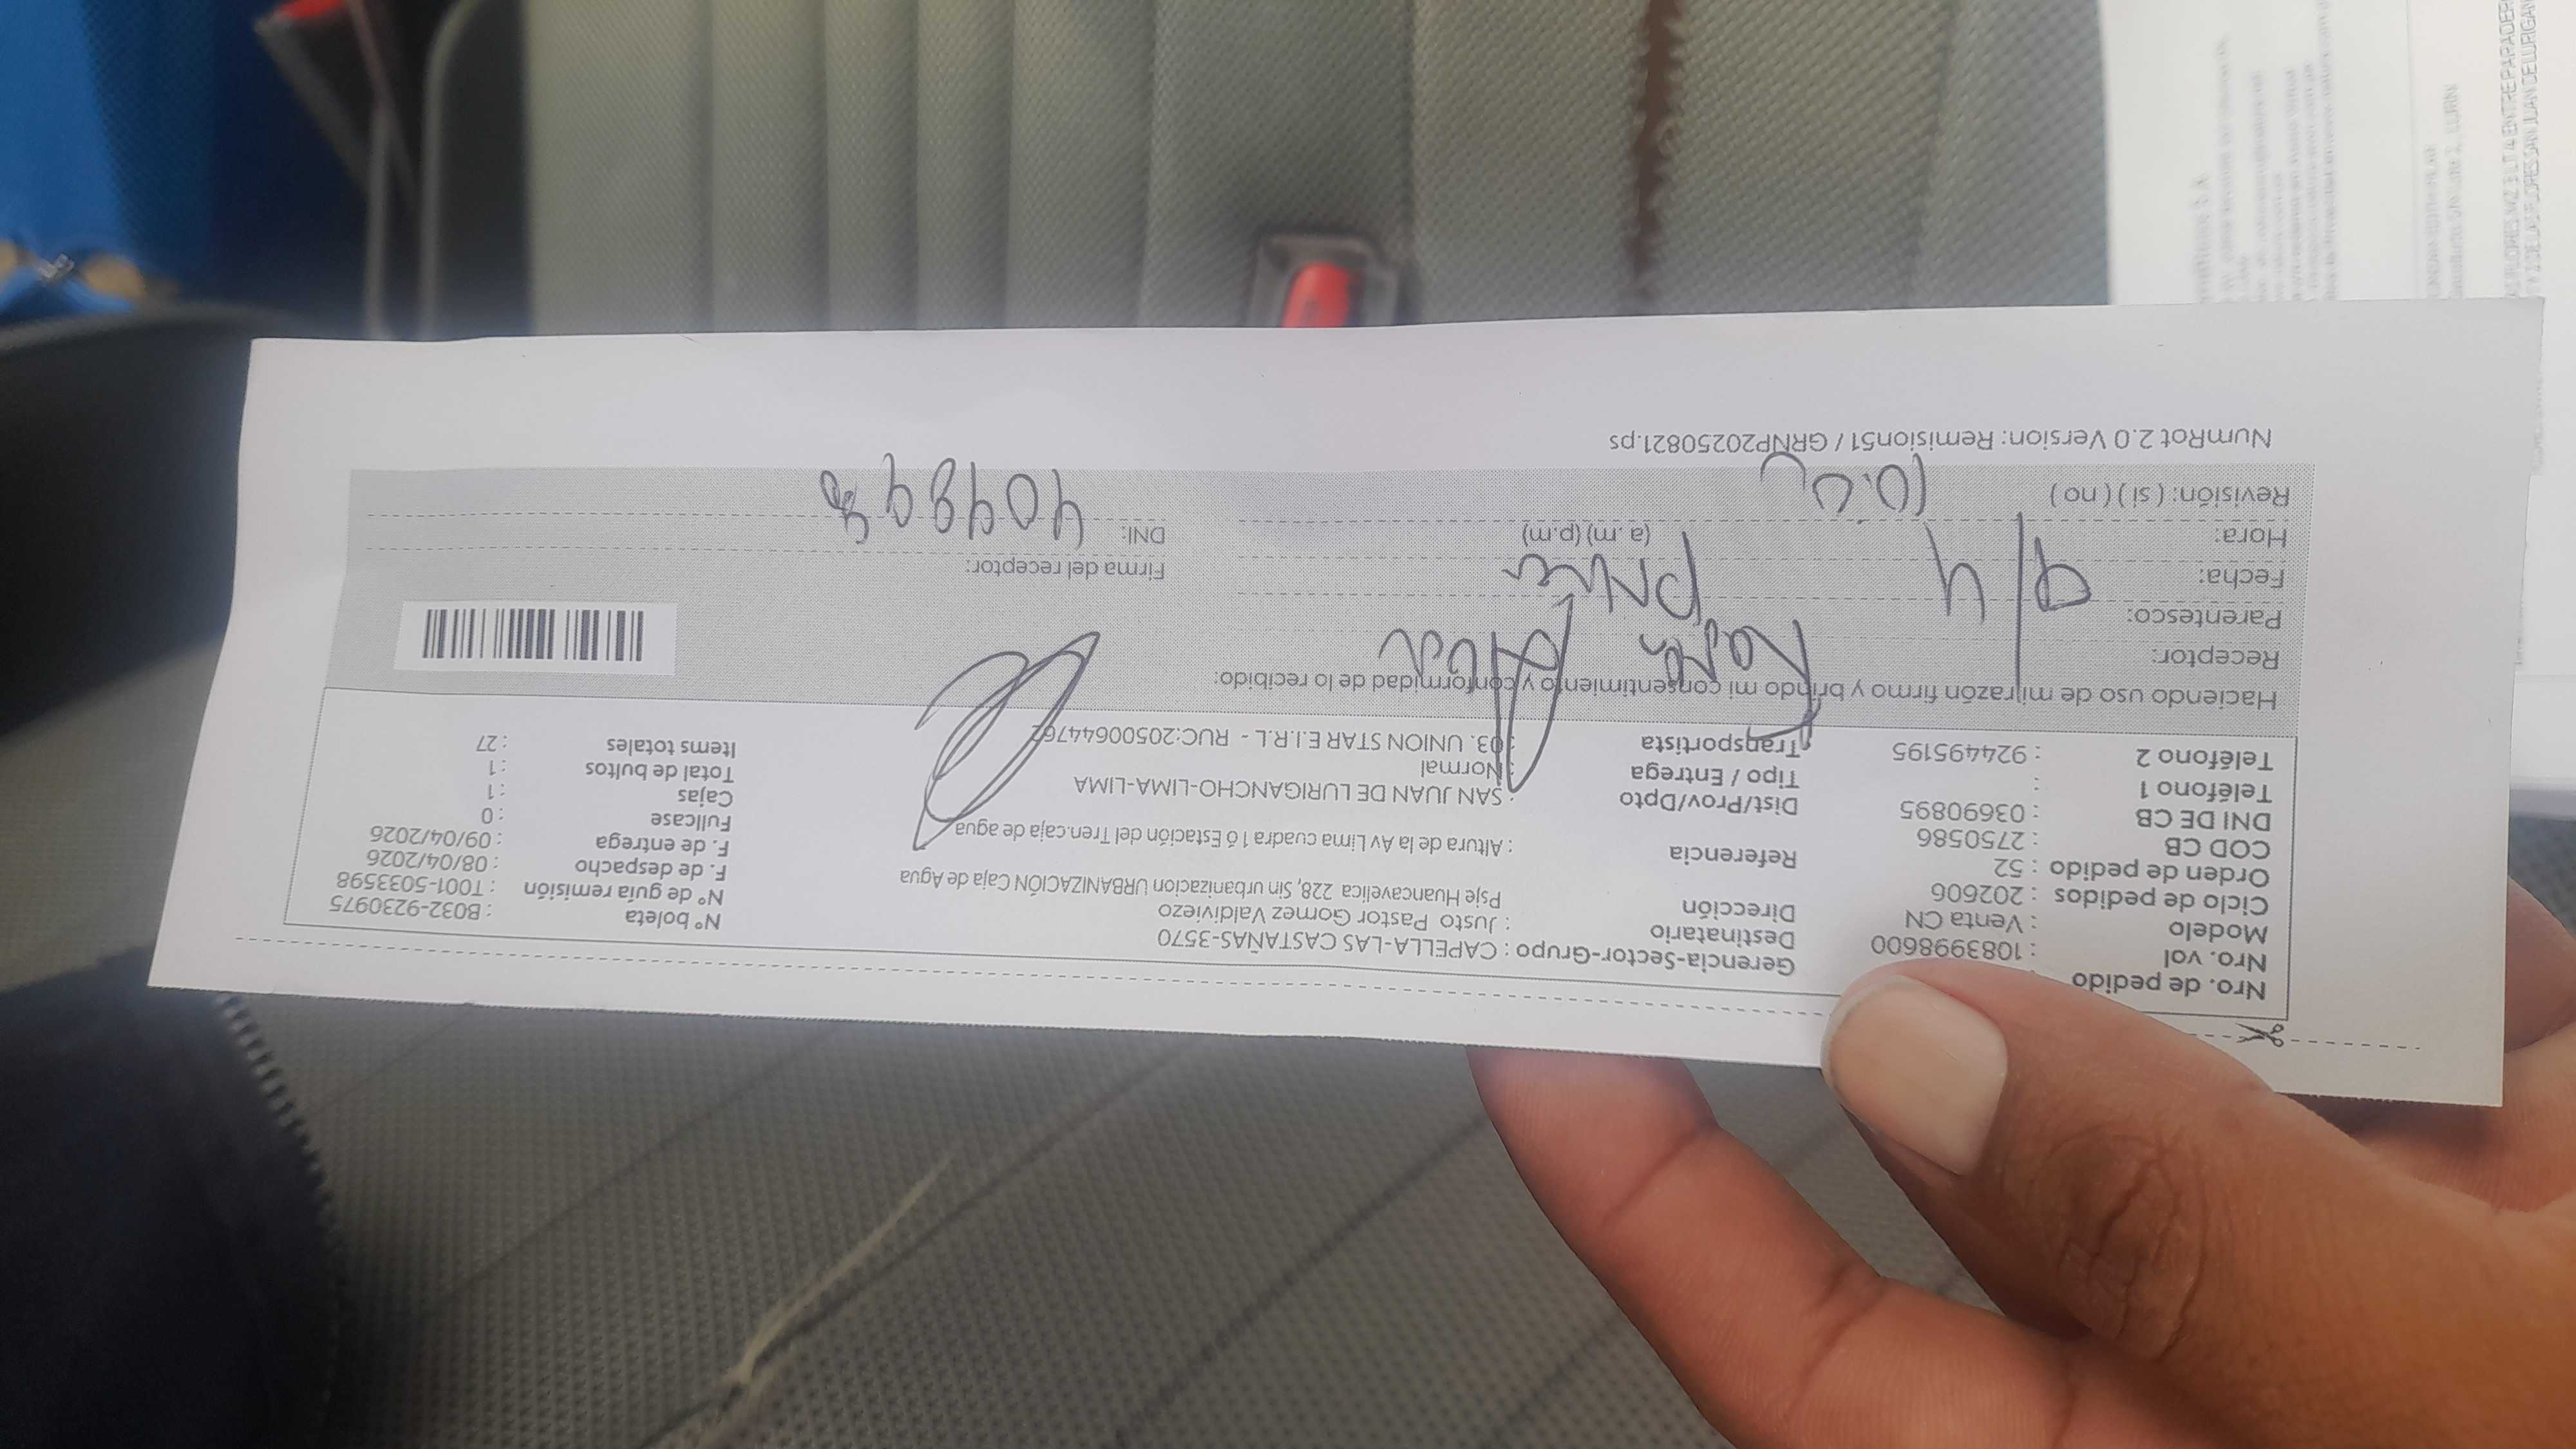 Nro. de pedido :
Nro. vol : 1083998600
Modelo : Venta CN
Ciclo de pedidos : 202606
Orden de pedido : 52
COD CB : 2750586
DNI DE CB : 03690895
Teléfono 1 :
Teléfono 2 : 924495195
Gerencia-Sector-Grupo : CAPELLA-LAS CASTAÑAS-3570
Destinatario : Justo Pastor Gomez Valdiviezo
Dirección Psje Huancavelica 228, Sin urbanizacion URBANIZACIÓN Caja de Agua
Referencia : Altura de la Av Lima cuadra 1 ó Estación del Tren.caja de agua
Dist/Prov/Dpto : SAN JUAN DE LURIGANCHO-LIMA-LIMA
Tipo / Entrega : Normal
Transportista : 03. UNION STAR E.I.R.L - RUC:20500644762
N° boleta : B032-9230975
N° de guía remisión : T001-5033598
F. de despacho : 08/04/2026
F. de entrega : 09/04/2026
Fullcase : 0
Cajas : 1
Total de bultos : 1
Items totales : 27
Haciendo uso de mi razón firmo y brindo mi consentimiento y conformidad de lo recibido:
Receptor:
Parentesco:
Fecha: 9/4
Hora: (a.m) (p.m)
Revisión: ( si ) ( no )
Firma del receptor:
DNI:
NumRot 2.0 Version: Remision51 / GRNP20250821.ps